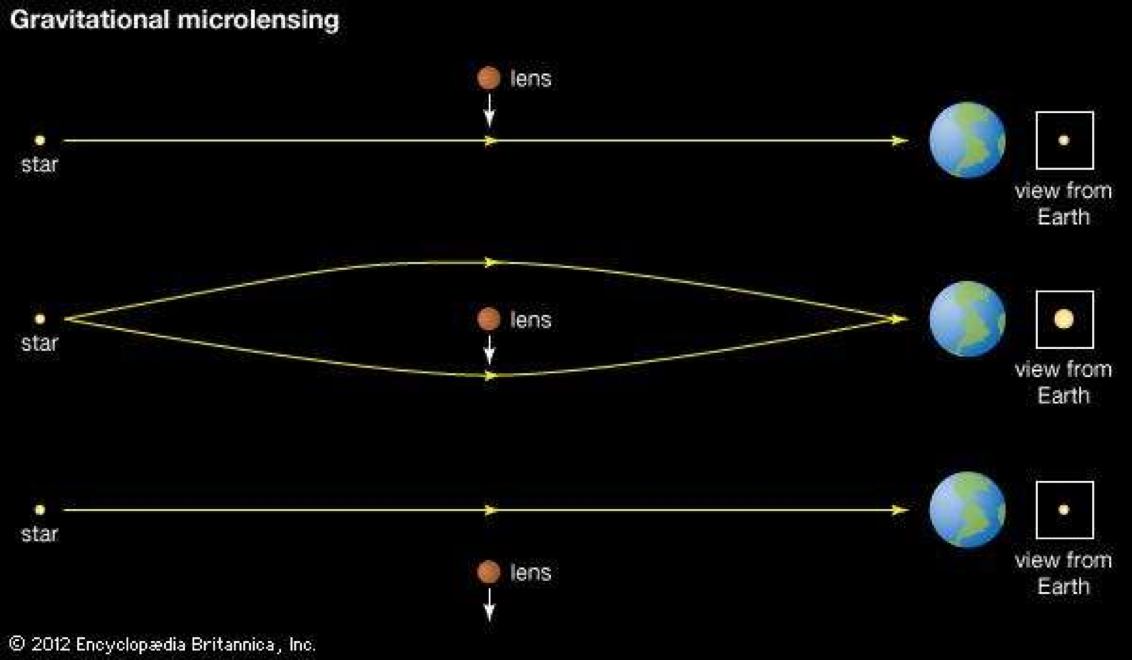 Gravitational microlensing
lens
star
view from
Earth
lens
star
view from
Earth
star
lens
view from
Earth
© 2012 Encyclopædia Britannica, Inc.